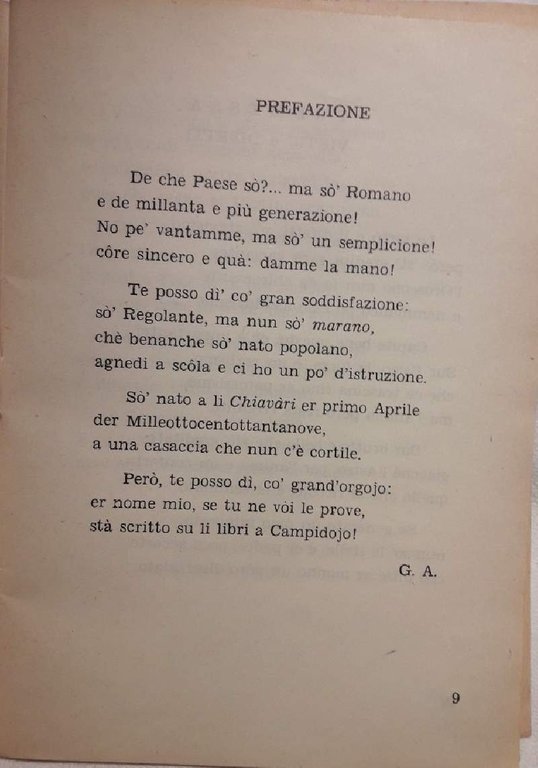 PREFAZIONE
De che Paese sò?... ma sò' Romano
e de millanta e più generazione!
No pe' vantamme, ma sò' un semplicione!
côre sincero e quà: damme la mano!
Te posso dì' co' gran soddisfazione:
sò' Regolante, ma nun sò' marano,
chè benanche sò' nato popolano,
agnedi a scôla e ci ho un po' d'istruzione.
Sò' nato a li Chiavàri er primo Aprile
der Milleottocentottantanove,
a una casaccia che nun c'è cortile.
Però, te posso dì, co' grand'orgojo:
er nome mio, se tu ne voi le prove,
stà scritto su li libri a Campidojo!
G. A.
9